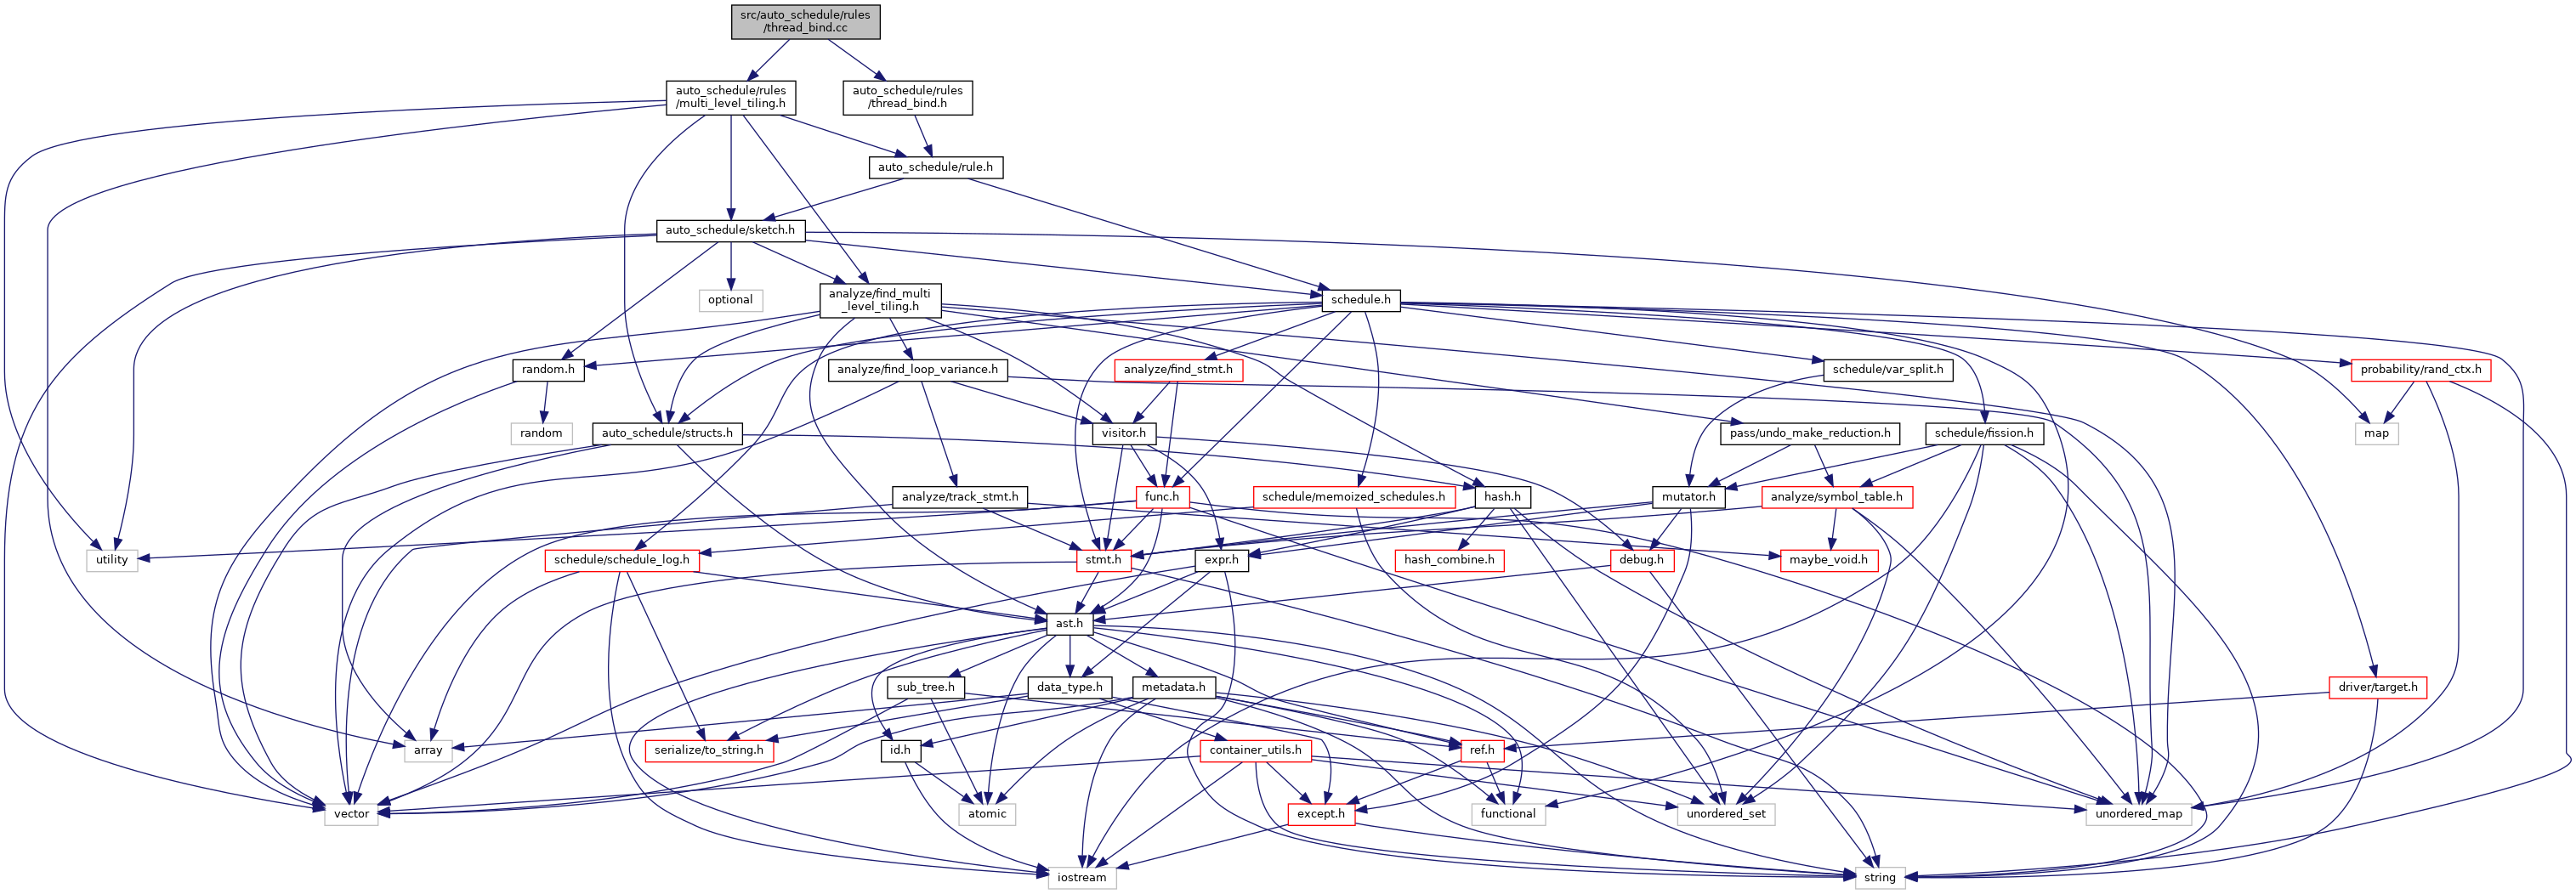 src/auto_schedule/rules
/thread_bind.cc
auto_schedule/rules
/multi_level_tiling.h
auto_schedule/rules
/thread_bind.h
auto_schedule/rule.h
auto_schedule/sketch.h
optional
analyze/find_multi
_level_tiling.h
schedule.h
random.h
analyze/find_loop_variance.h
analyze/find_stmt.h
schedule/var_split.h
probability/rand_ctx.h
random
auto_schedule/structs.h
visitor.h
pass/undo_make_reduction.h
schedule/fission.h
map
analyze/track_stmt.h
func.h
schedule/memoized_schedules.h
hash.h
mutator.h
analyze/symbol_table.h
utility
schedule/schedule_log.h
stmt.h
expr.h
hash_combine.h
debug.h
maybe_void.h
ast.h
sub_tree.h
data_type.h
metadata.h
driver/target.h
array
serialize/to_string.h
id.h
container_utils.h
ref.h
vector
atomic
except.h
functional
unordered_set
unordered_map
iostream
string